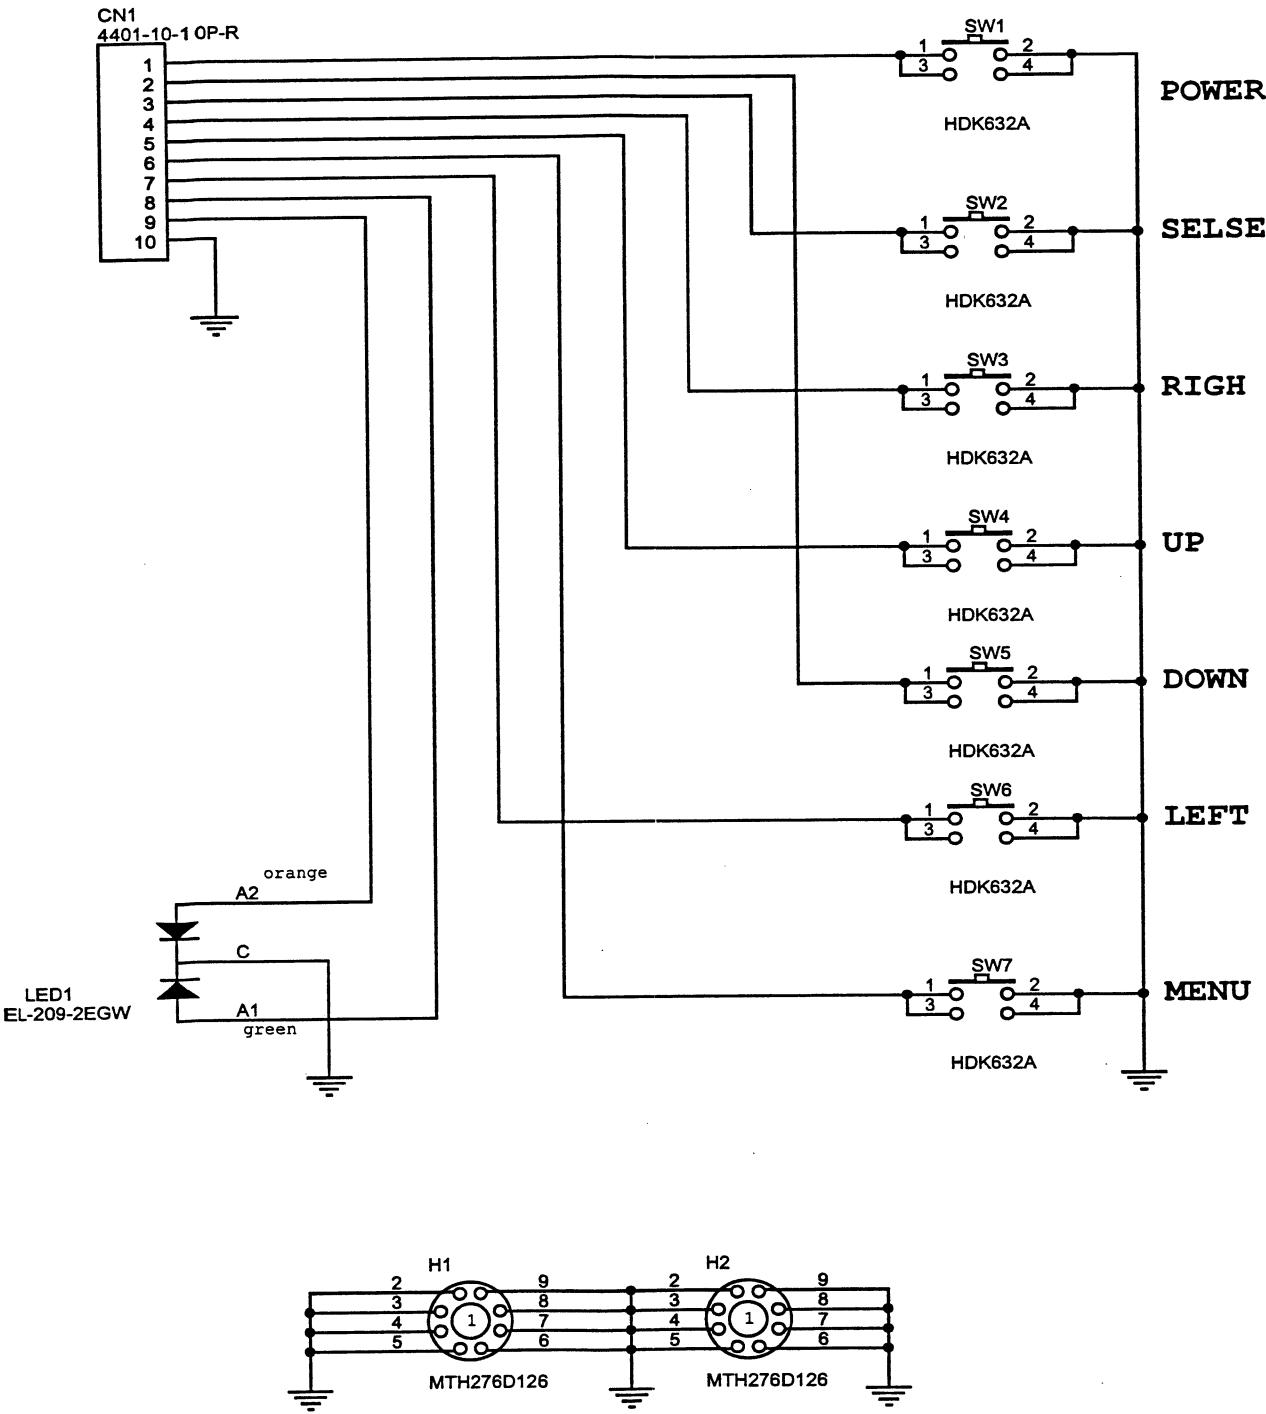 CN1
4401-10-10P-R
1
2
3
4
5
6
7
8
9
10
SW1
1 2
3 4
HDK632A
POWER
SW2
1 2
3 4
HDK632A
SELSE
SW3
1 2
3 4
HDK632A
RIGH
SW4
1 2
3 4
HDK632A
UP
SW5
1 2
3 4
HDK632A
DOWN
SW6
1 2
3 4
HDK632A
LEFT
SW7
1 2
3 4
HDK632A
MENU
orange
A2
C
LED1
EL-209-2EGW
A1
green
H1
2 9
3 8
4 7
5 6
1
MTH276D126
H2
2 9
3 8
4 7
5 6
1
MTH276D126